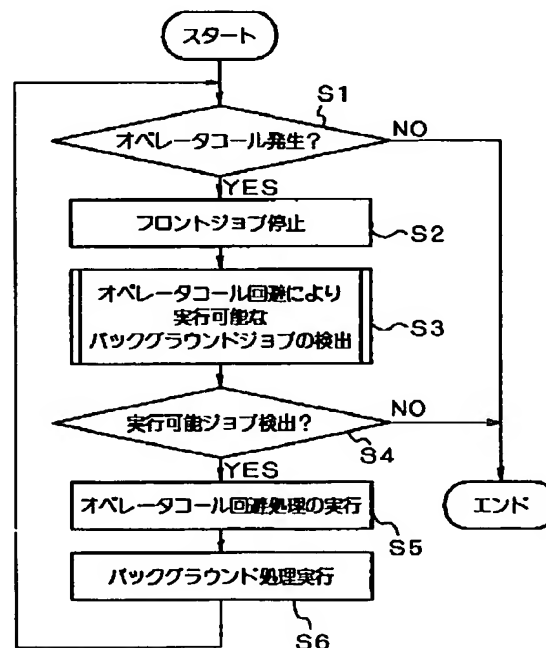 スタート
S1
オペレータコール発生?
NO
YES
フロントジョブ停止
S2
オペレータコール回避により
実行可能な
バックグラウンドジョブの検出
S3
実行可能ジョブ検出?
NO
S4
YES
オペレータコール回避処理の実行
S5
エンド
バックグラウンド処理実行
S6